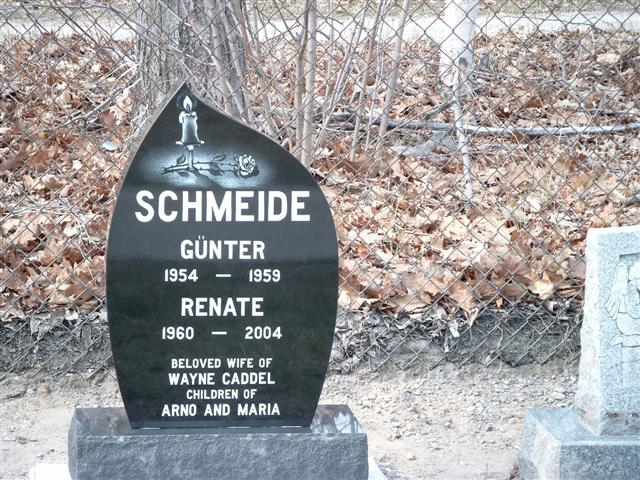 SCHMEIDE
GÜNTER
1954 — 1959
RENATE
1960 — 2004
BELOVED WIFE OF
WAYNE CADDEL
CHILDREN OF
ARNO AND MARIA